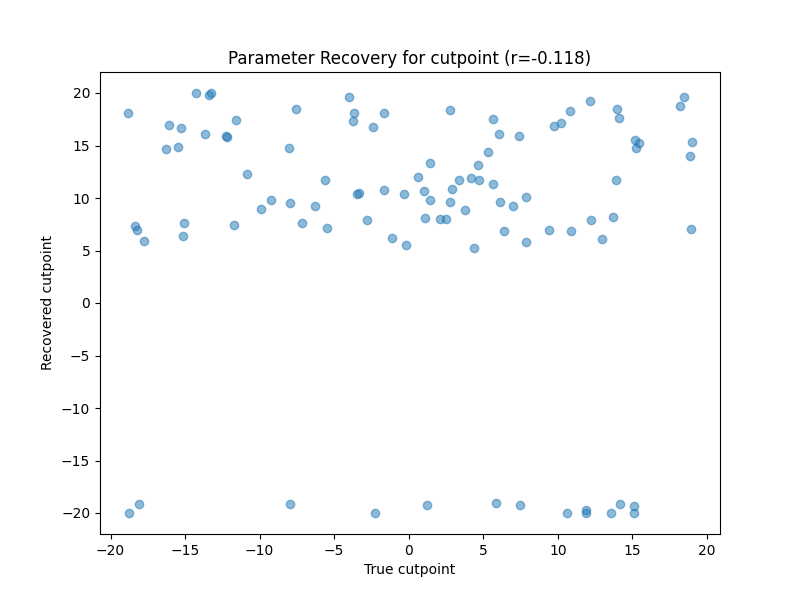 Parameter Recovery for cutpoint (r=-0.118)
20
15
10
5
0
−5
−10
−15
−20
Recovered cutpoint
−20 −15 −10 −5 0 5 10 15 20
True cutpoint